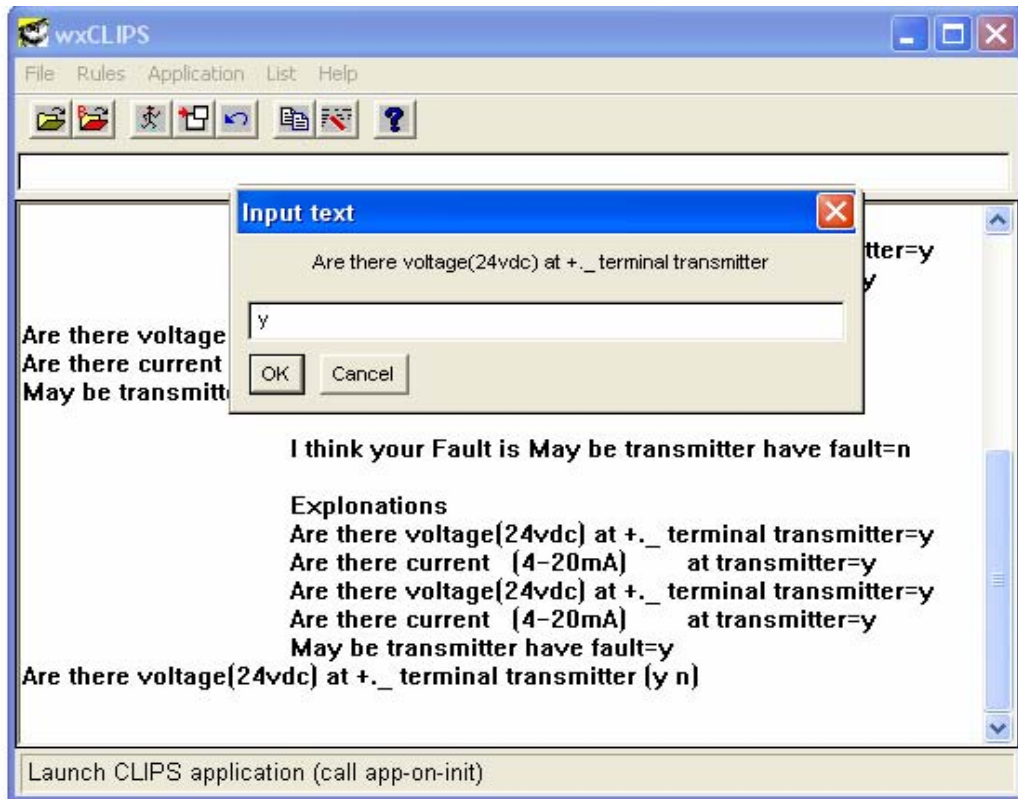 wxCLIPS
File Rules Application List Help
Input text
Are there voltage(24vdc) at +._ terminal transmitter
y
OK Cancel
tter=y
y
Are there voltage
Are there current
May be transmitt
I think your Fault is May be transmitter have fault=n
Explonations
Are there voltage(24vdc) at +._ terminal transmitter=y
Are there current (4-20mA) at transmitter=y
Are there voltage(24vdc) at +._ terminal transmitter=y
Are there current (4-20mA) at transmitter=y
May be transmitter have fault=y
Are there voltage(24vdc) at +._ terminal transmitter (y n)
Launch CLIPS application (call app-on-init)